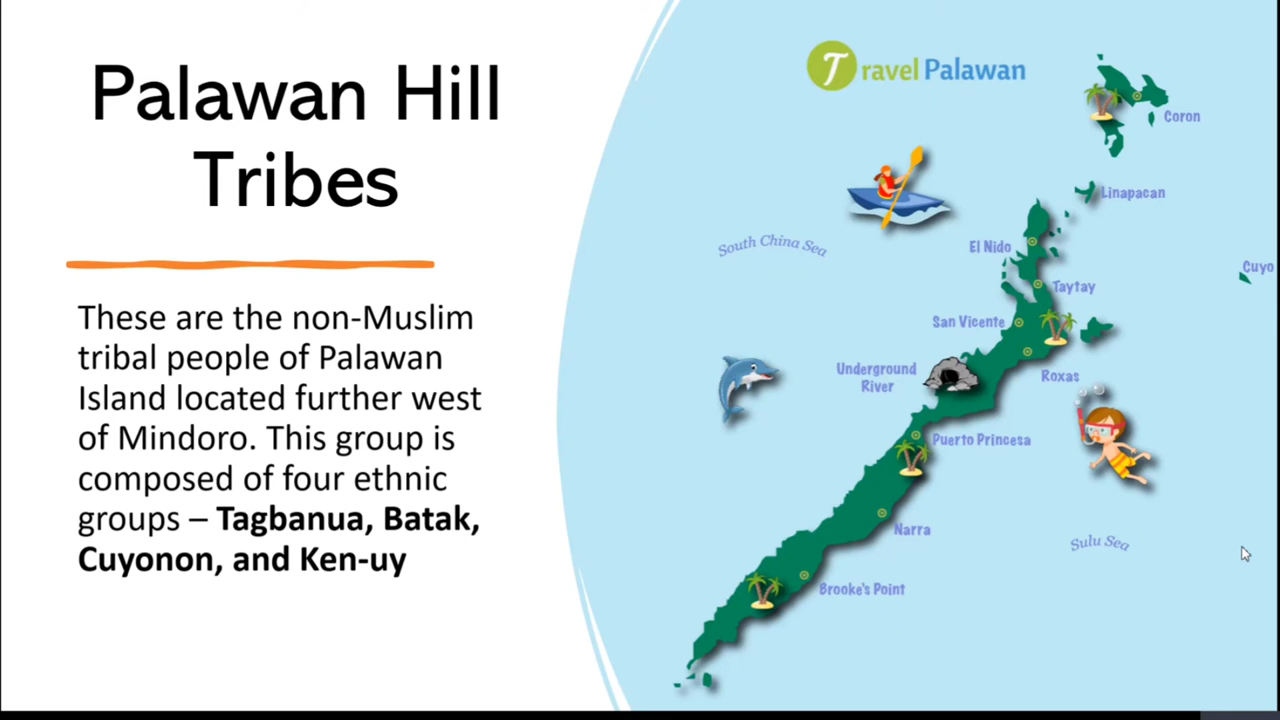 Palawan Hill
Tribes
These are the non-Muslim
tribal people of Palawan
Island located further west
of Mindoro. This group is
composed of four ethnic
groups – Tagbanua, Batak,
Cuyonon, and Ken-uy
Travel Palawan
Coron
Linapacan
South China Sea
El Nido
Cuyo
Taytay
San Vicente
Underground
River
Roxas
Puerto Princesa
Narra
Sulu Sea
Brooke's Point